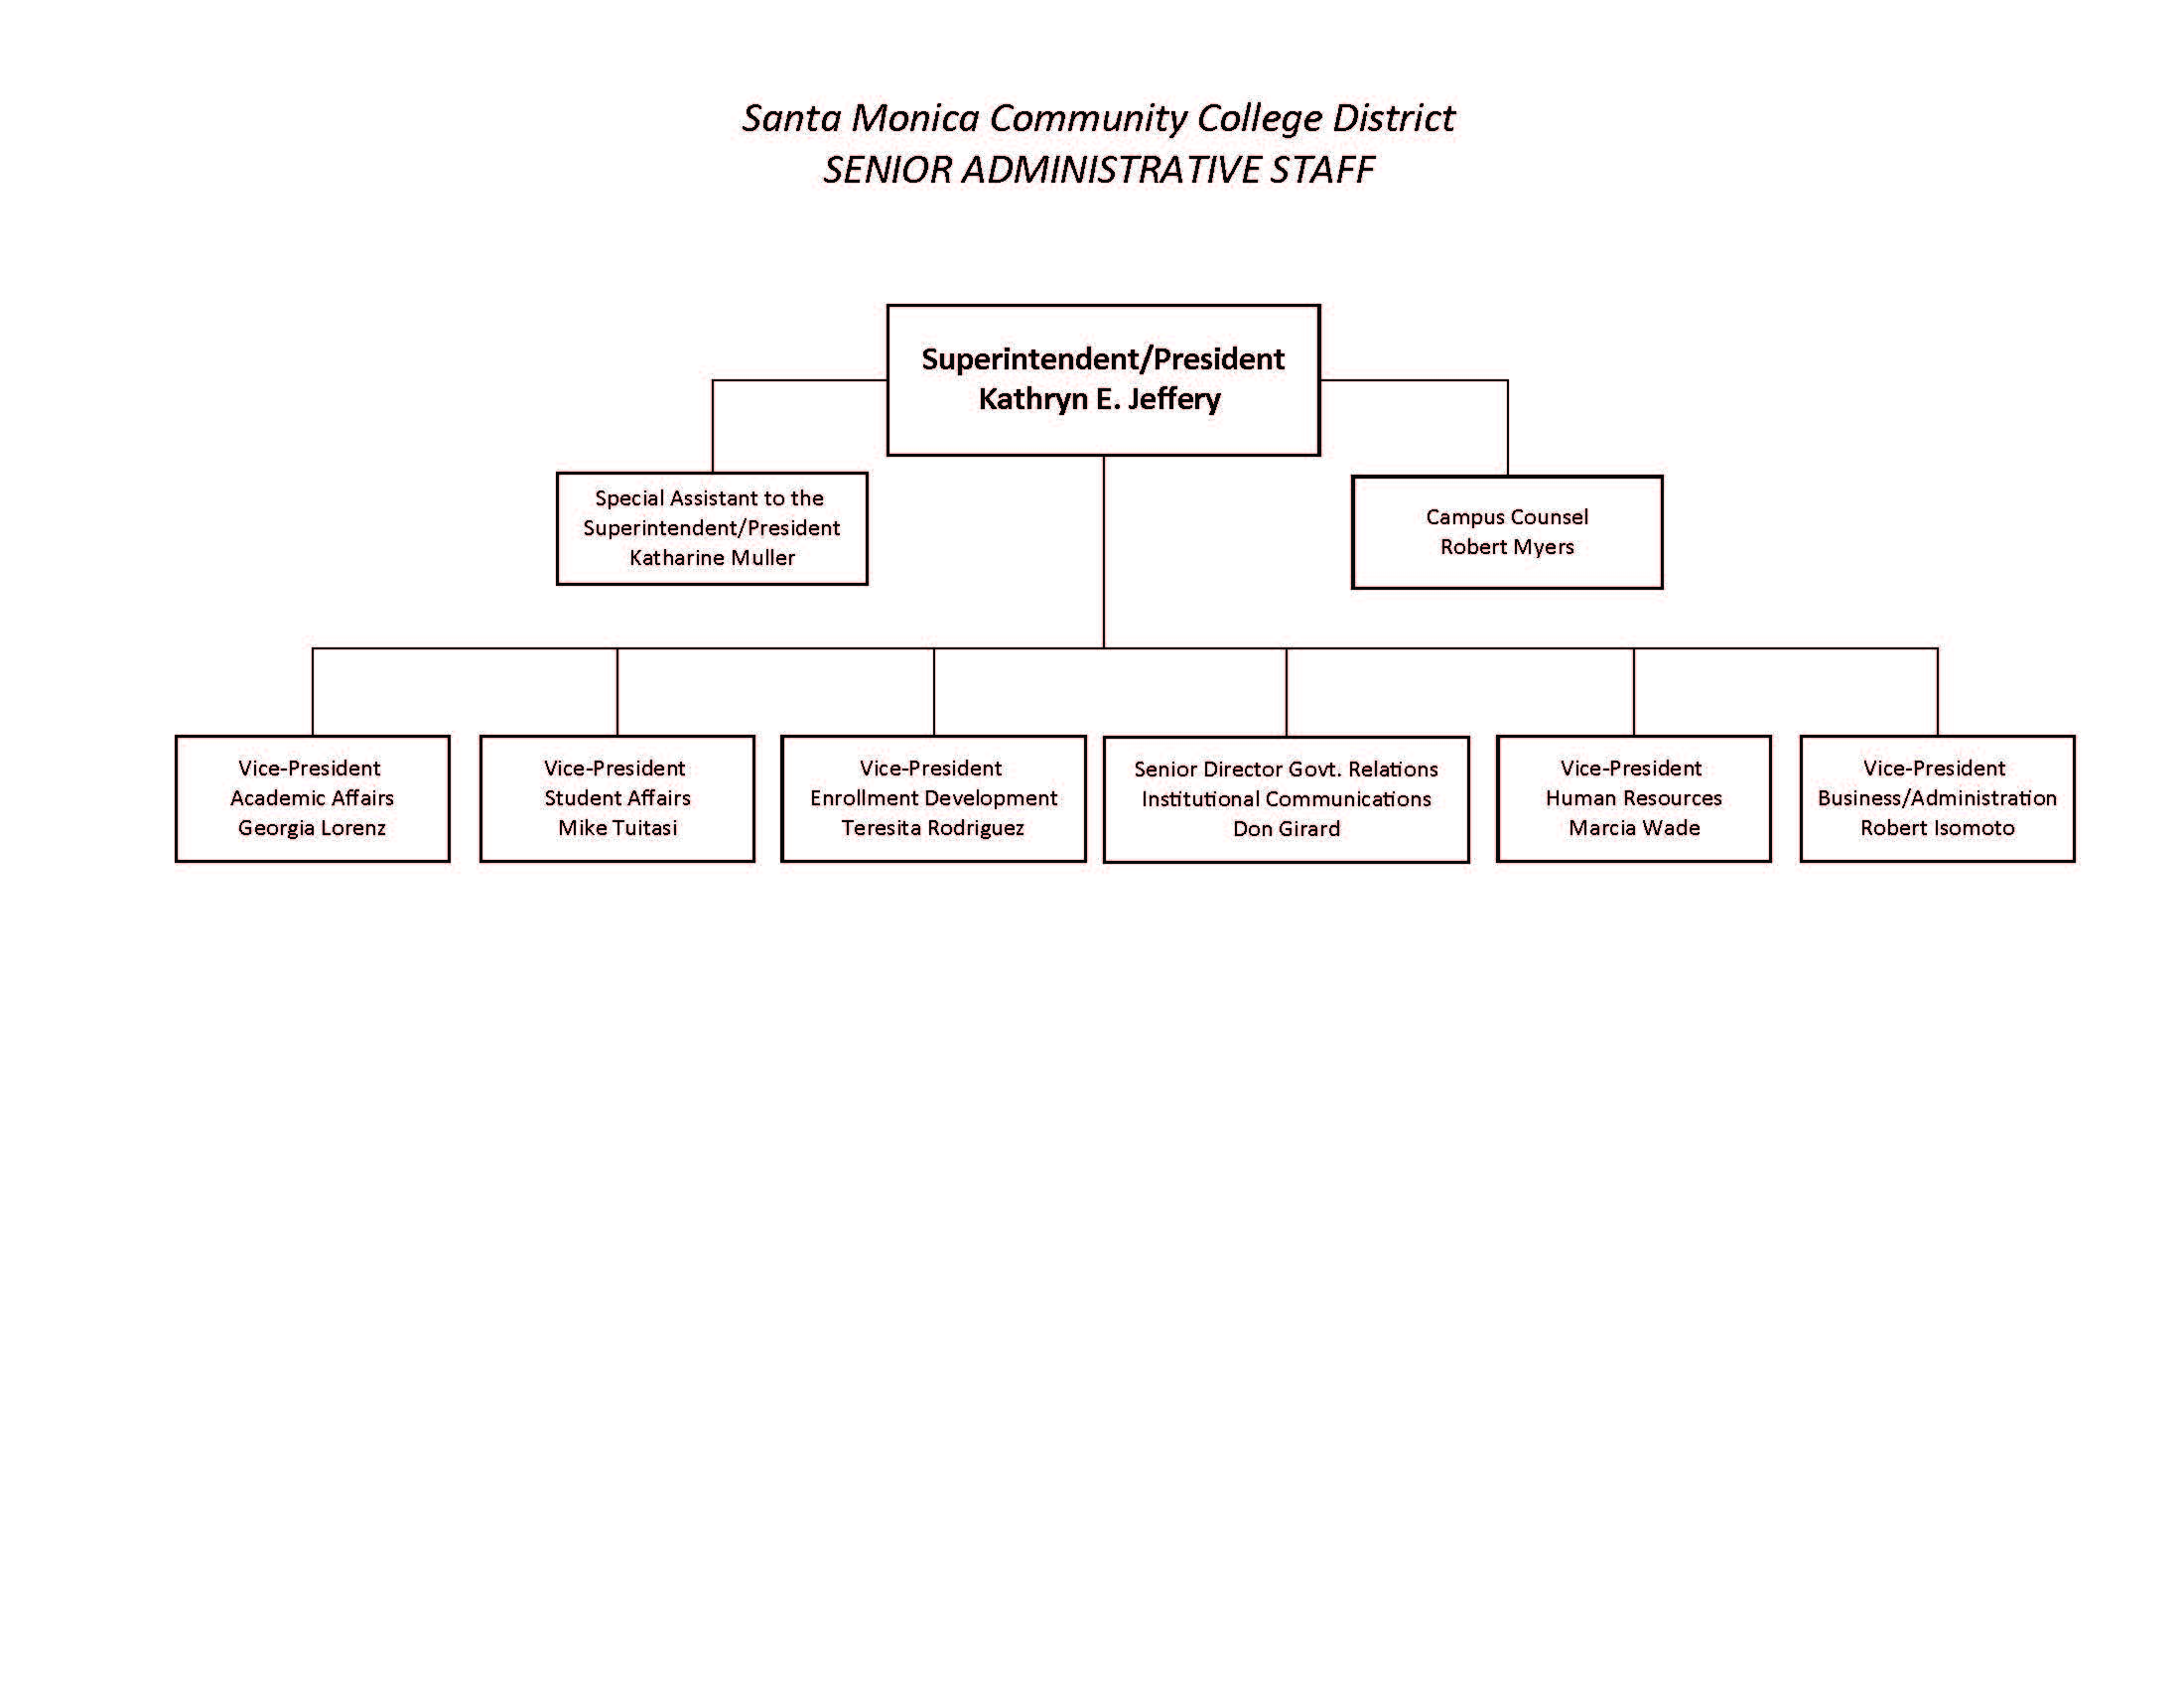 Santa Monica Community College District
SENIOR ADMINISTRATIVE STAFF
Superintendent/President
Kathryn E. Jeffery
Special Assistant to the
Superintendent/President
Katharine Muller
Campus Counsel
Robert Myers
Vice-President
Academic Affairs
Georgia Lorenz
Vice-President
Student Affairs
Mike Tuitasi
Vice-President
Enrollment Development
Teresita Rodriguez
Senior Director Govt. Relations
Institutional Communications
Don Girard
Vice-President
Human Resources
Marcia Wade
Vice-President
Business/Administration
Robert Isomoto